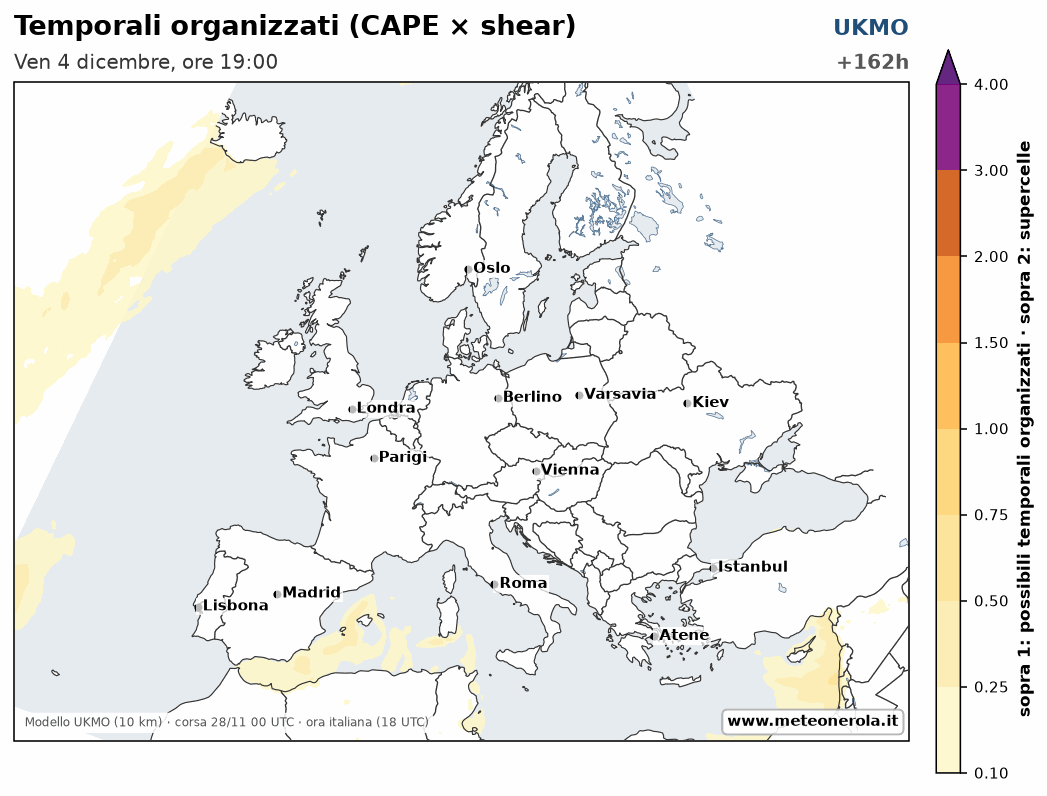 Temporali organizzati (CAPE × shear)
UKMO
Ven 4 dicembre, ore 19:00
+162h
Oslo
Londra
Berlino
Varsavia
Kiev
Parigi
Vienna
Istanbul
Roma
Madrid
Lisbona
Atene
Modello UKMO (10 km) · corsa 28/11 00 UTC · ora italiana (18 UTC)
www.meteonerola.it
4.00
3.00
2.00
1.50
1.00
0.75
0.50
0.25
0.10
sopra 1: possibili temporali organizzati · sopra 2: supercelle